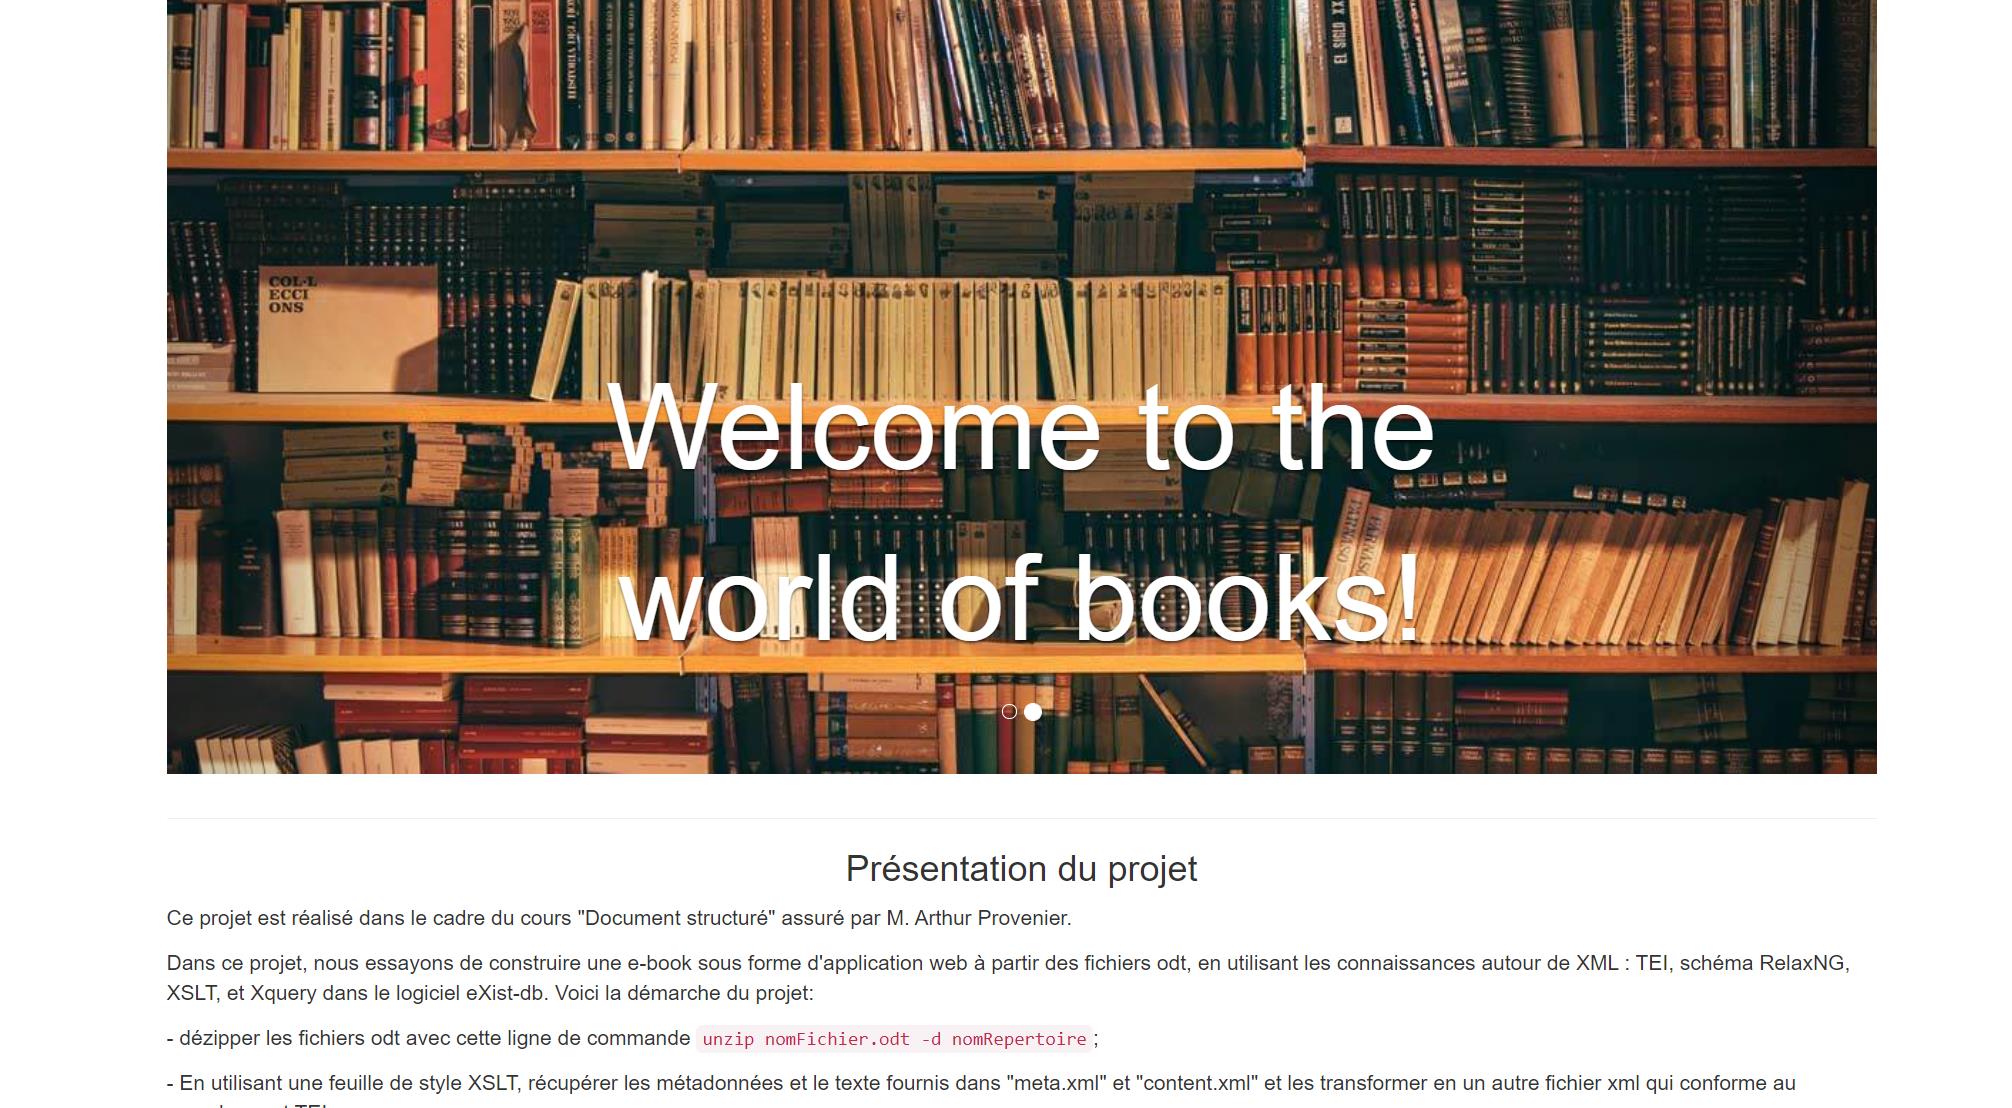 EL SIGLO XX
COL·L
ECCI
ONS
Welcome to the
PARNASO
PARNASO
world of books!
Présentation du projet
Ce projet est réalisé dans le cadre du cours "Document structuré" assuré par M. Arthur Provenier.
Dans ce projet, nous essayons de construire une e-book sous forme d'application web à partir des fichiers odt, en utilisant les connaissances autour de XML : TEI, schéma RelaxNG,
XSLT, et Xquery dans le logiciel eXist-db. Voici la démarche du projet:
- dézipper les fichiers odt avec cette ligne de commande unzip nomFichier.odt -d nomRepertoire ;
- En utilisant une feuille de style XSLT, récupérer les métadonnées et le texte fournis dans "meta.xml" et "content.xml" et les transformer en un autre fichier xml qui conforme au